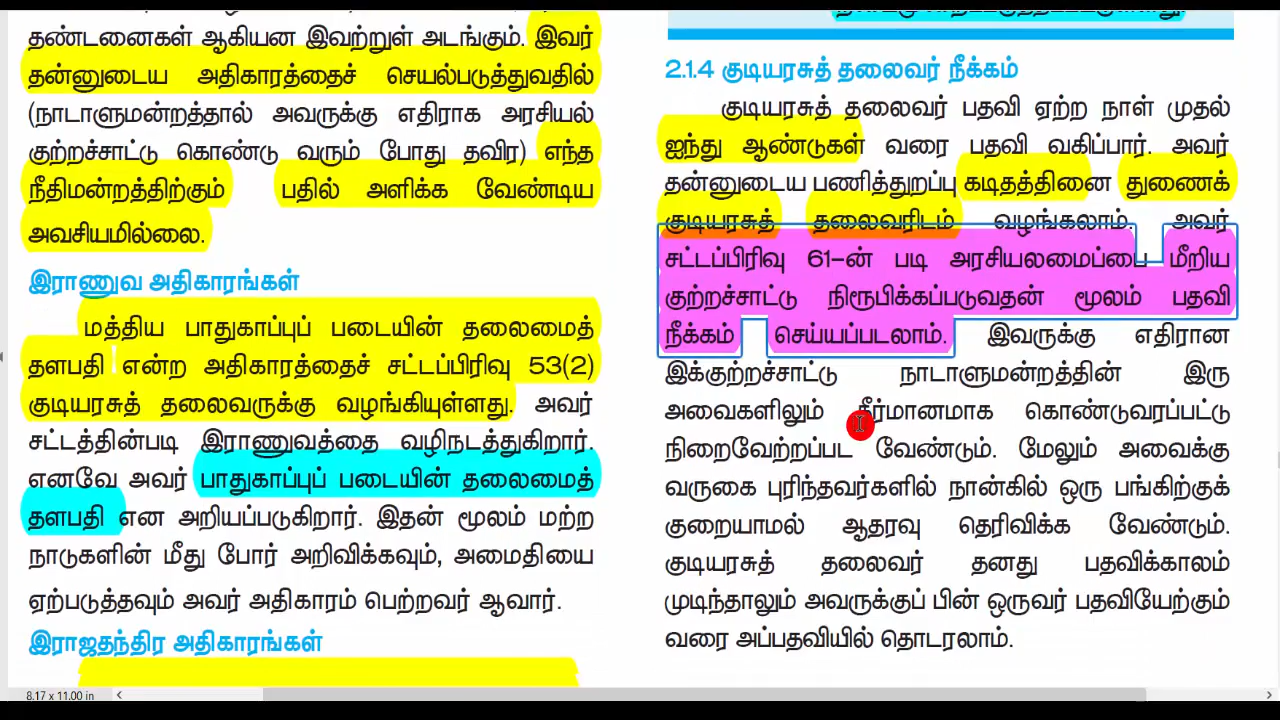 தண்டனைகள் ஆகியன இவற்றுள் அடங்கும். இவர்
தன்னுடைய அதிகாரத்தைச் செயல்படுத்துவதில்
(நாடாளுமன்றத்தால் அவருக்கு எதிராக அரசியல்
குற்றச்சாட்டு கொண்டு வரும் போது தவிர) எந்த
நீதிமன்றத்திற்கும் பதில் அளிக்க வேண்டிய
அவசியமில்லை.
இராணுவ அதிகாரங்கள்
மத்திய பாதுகாப்புப் படையின் தலைமைத்
தளபதி என்ற அதிகாரத்தைச் சட்டப்பிரிவு 53(2)
குடியரசுத் தலைவருக்கு வழங்கியுள்ளது. அவர்
சட்டத்தின்படி இராணுவத்தை வழிநடத்துகிறார்.
எனவே அவர் பாதுகாப்புப் படையின் தலைமைத்
தளபதி என அறியப்படுகிறார். இதன் மூலம் மற்ற
நாடுகளின் மீது போர் அறிவிக்கவும், அமைதியை
ஏற்படுத்தவும் அவர் அதிகாரம் பெற்றவர் ஆவார்.
இராஜதந்திர அதிகாரங்கள்
2.1.4 குடியரசுத் தலைவர் நீக்கம்
குடியரசுத் தலைவர் பதவி ஏற்ற நாள் முதல்
ஐந்து ஆண்டுகள் வரை பதவி வகிப்பார். அவர்
தன்னுடைய பணித்துறப்பு கடிதத்தினை துணைக்
குடியரசுத் தலைவரிடம் வழங்கலாம். அவர்
சட்டப்பிரிவு 61-ன் படி அரசியலமைப்பை மீறிய
குற்றச்சாட்டு நிரூபிக்கப்படுவதன் மூலம் பதவி
நீக்கம் செய்யப்படலாம். இவருக்கு எதிரான
இக்குற்றச்சாட்டு நாடாளுமன்றத்தின் இரு
அவைகளிலும் தீர்மானமாக கொண்டுவரப்பட்டு
நிறைவேற்றப்பட வேண்டும். மேலும் அவைக்கு
வருகை புரிந்தவர்களில் நான்கில் ஒரு பங்கிற்குக்
குறையாமல் ஆதரவு தெரிவிக்க வேண்டும்.
குடியரசுத் தலைவர் தனது பதவிக்காலம்
முடிந்தாலும் அவருக்குப் பின் ஒருவர் பதவியேற்கும்
வரை அப்பதவியில் தொடரலாம்.
8.17 x 11.00 in